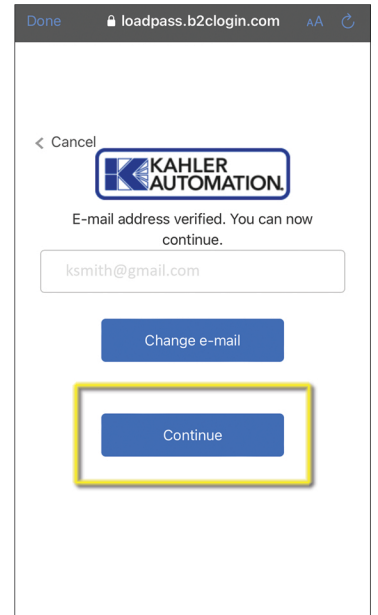 Done loadpass.b2clogin.com AA
< Cancel
KAHLER
AUTOMATION.
E-mail address verified. You can now
continue.
ksmith@gmail.com
Change e-mail
Continue